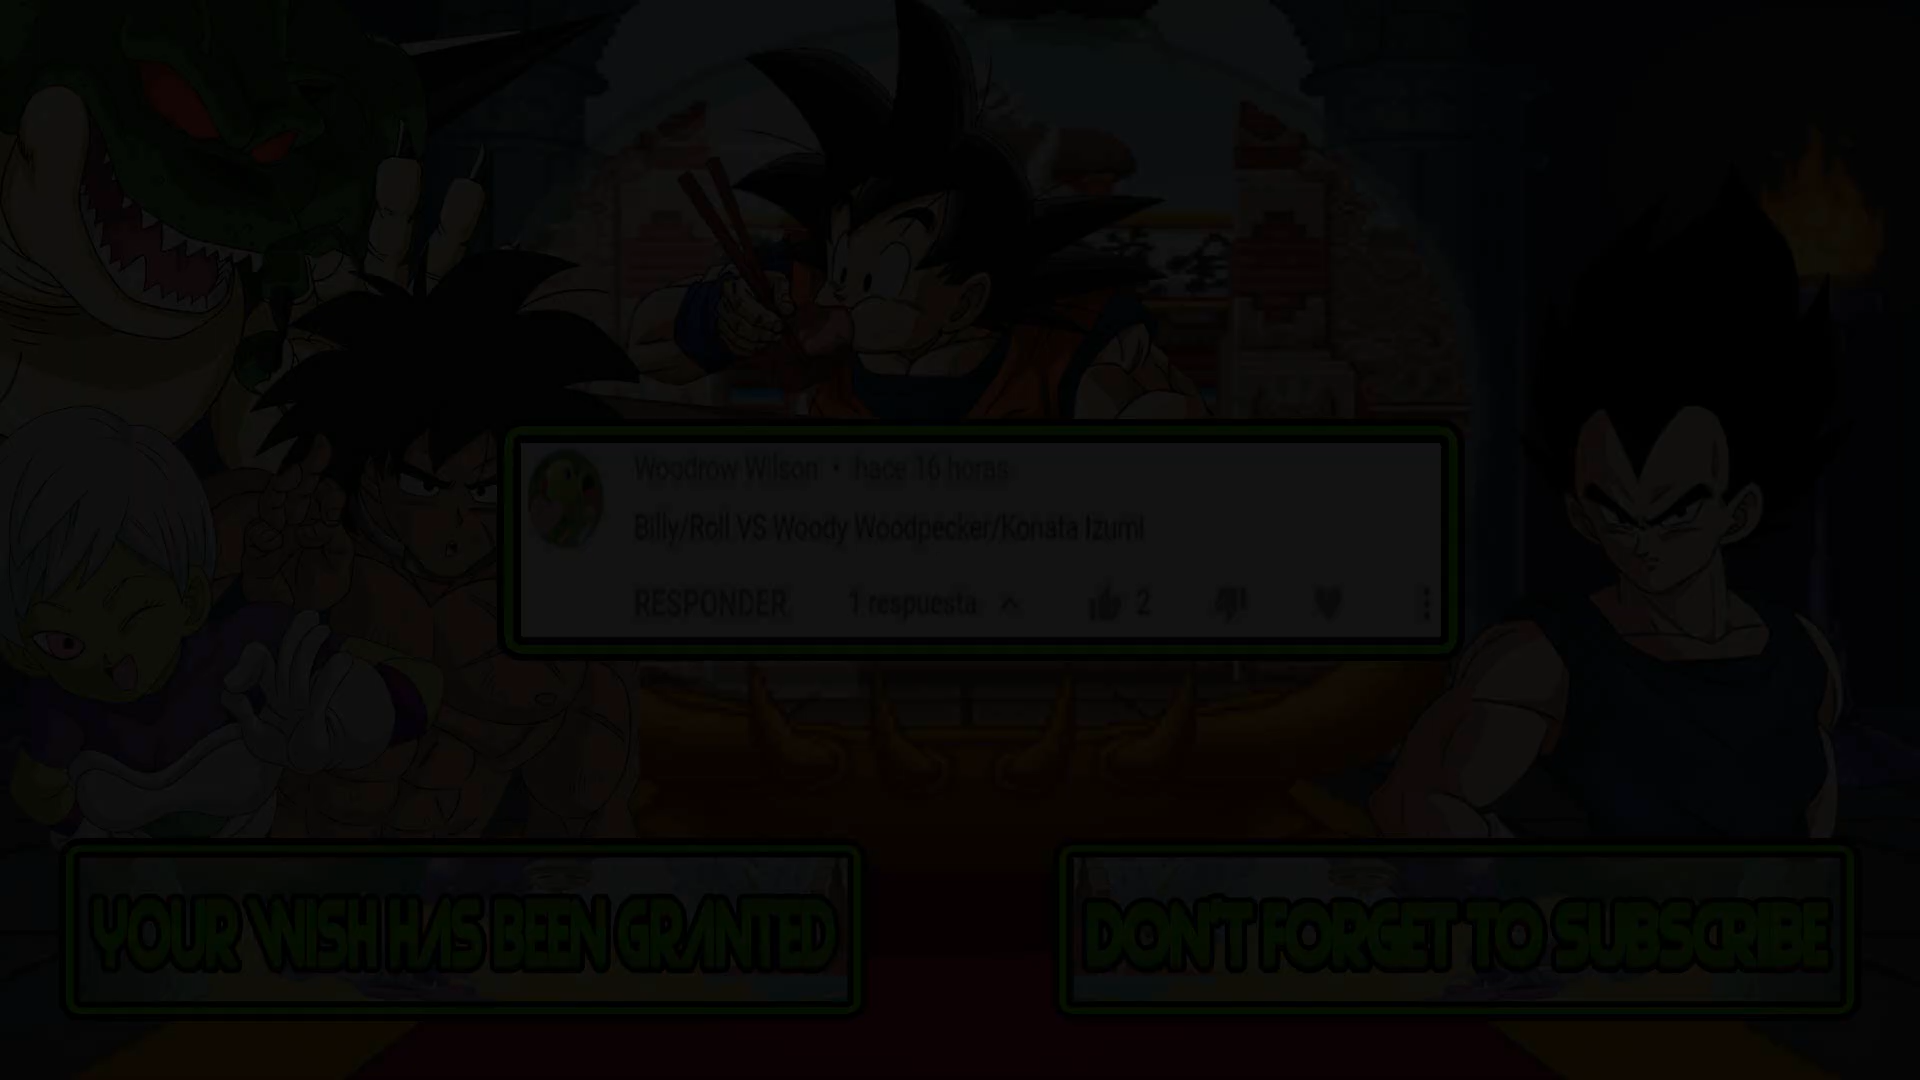 Woodrow Wilson • hace 16 horas
Billy/Roll VS Woody Woodpecker/Konata Izumi
RESPONDER 1 respuesta 2
YOUR WISH HAS BEEN GRANTED
DON'T FORGET TO SUBSCRIBE